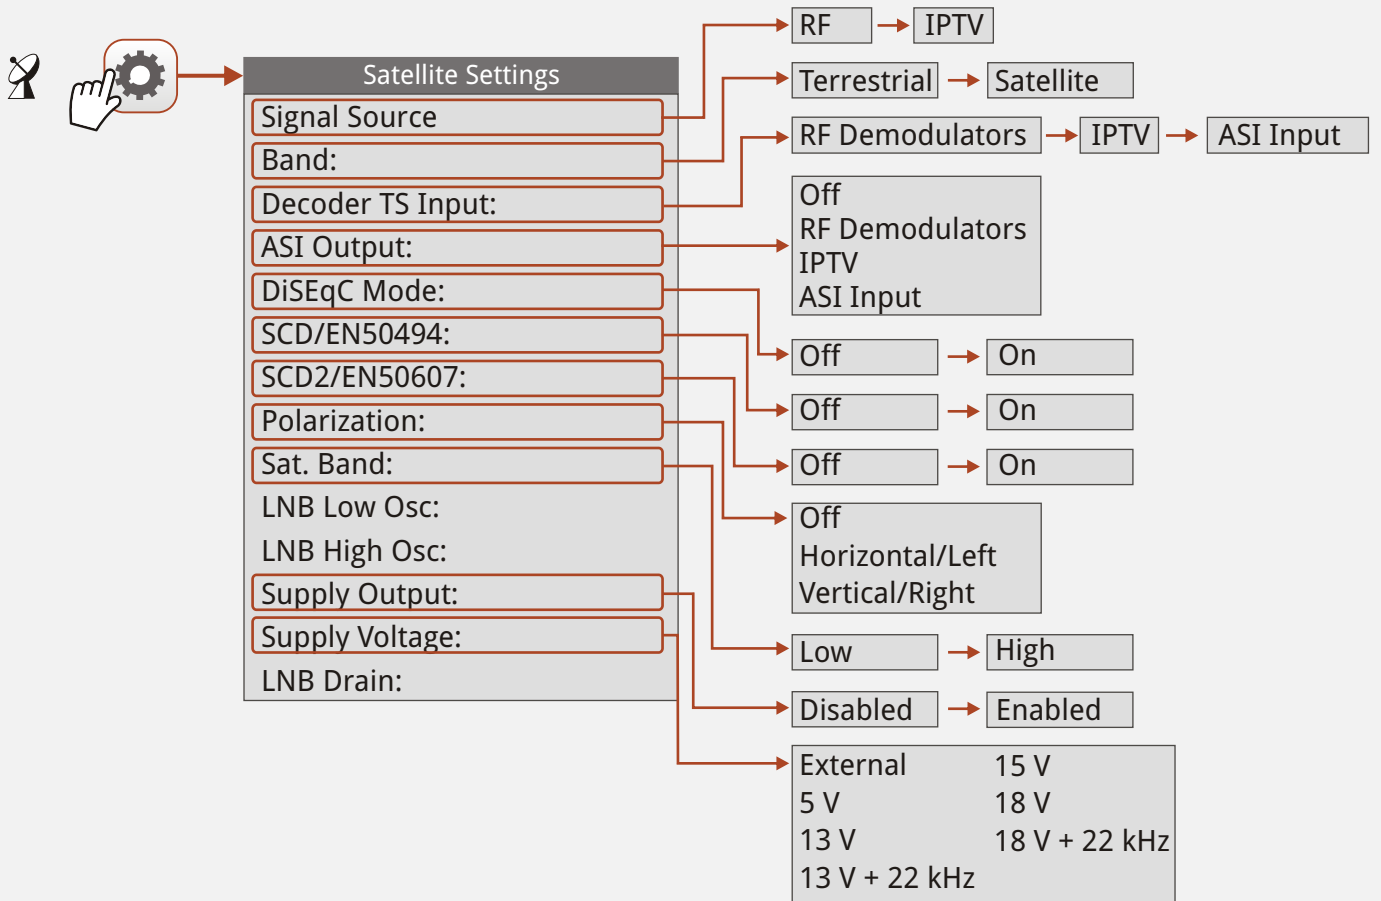 Satellite Settings
Signal Source
Band:
Decoder TS Input:
ASI Output:
DiSEqC Mode:
SCD/EN50494:
SCD2/EN50607:
Polarization:
Sat. Band:
LNB Low Osc:
LNB High Osc:
Supply Output:
Supply Voltage:
LNB Drain:
RF IPTV
Terrestrial Satellite
RF Demodulators IPTV ASI Input
Off
RF Demodulators
IPTV
ASI Input
Off On
Off On
Off On
Off
Horizontal/Left
Vertical/Right
Low High
Disabled Enabled
External 15 V
5 V 18 V
13 V 18 V + 22 kHz
13 V + 22 kHz